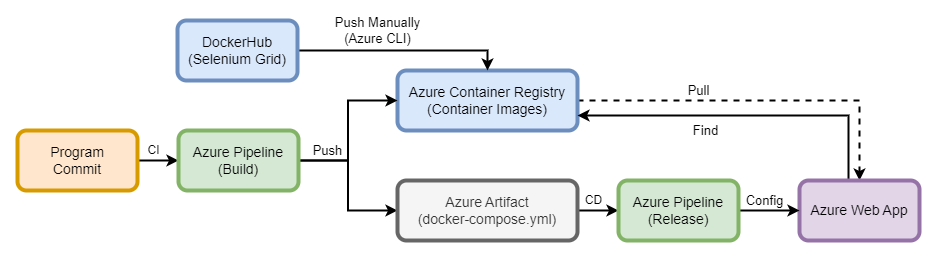 DockerHub
(Selenium Grid)
Push Manually
(Azure CLI)
Azure Container Registry
(Container Images)
Pull
Find
Program
Commit
CI
Azure Pipeline
(Build)
Push
Azure Artifact
(docker-compose.yml)
CD
Azure Pipeline
(Release)
Config
Azure Web App